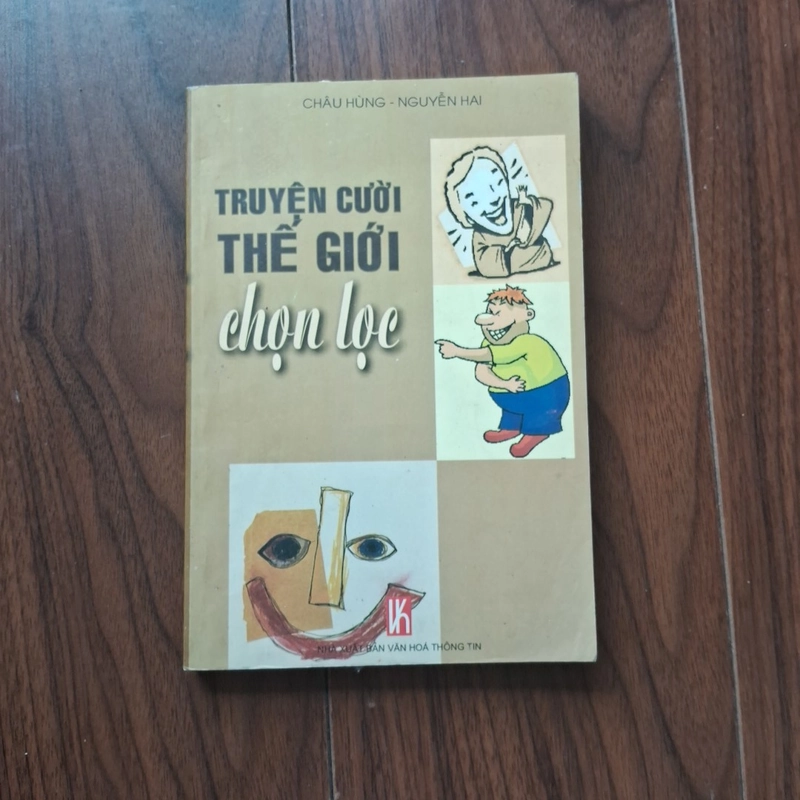 CHÂU HÙNG - NGUYỄN HẢI
TRUYỆN CƯỜI
THẾ GIỚI
chọn lọc
NHÀ XUẤT BẢN VĂN HOÁ THÔNG TIN